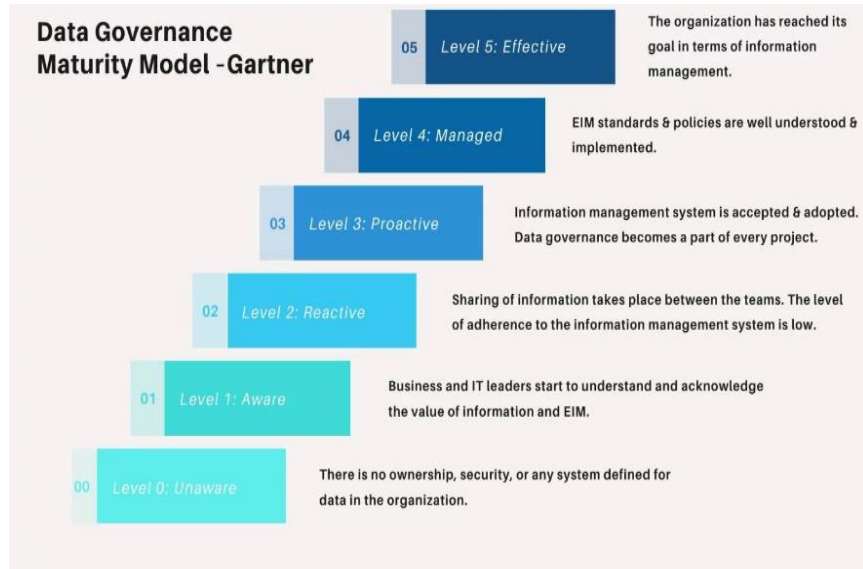 Data Governance
Maturity Model -Gartner
05
Level 5: Effective
The organization has reached its
goal in terms of information
management.
04
Level 4: Managed
EIM standards & policies are well understood &
implemented.
03
Level 3: Proactive
Information management system is accepted & adopted.
Data governance becomes a part of every project.
02
Level 2: Reactive
Sharing of information takes place between the teams. The level
of adherence to the information management system is low.
01
Level 1: Aware
Business and IT leaders start to understand and acknowledge
the value of information and EIM.
00
Level 0: Unaware
There is no ownership, security, or any system defined for
data in the organization.